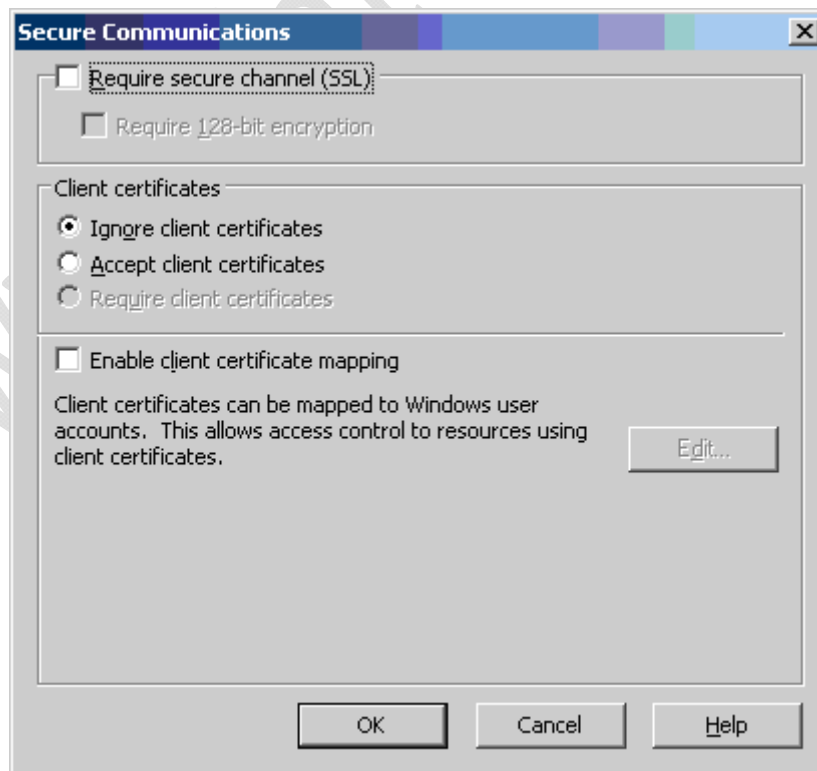 Secure Communications
Require secure channel (SSL)
Require 128-bit encryption
Client certificates
Ignore client certificates
Accept client certificates
Require client certificates
Enable client certificate mapping
Client certificates can be mapped to Windows user
accounts. This allows access control to resources using
client certificates.
Edit...
OK
Cancel
Help